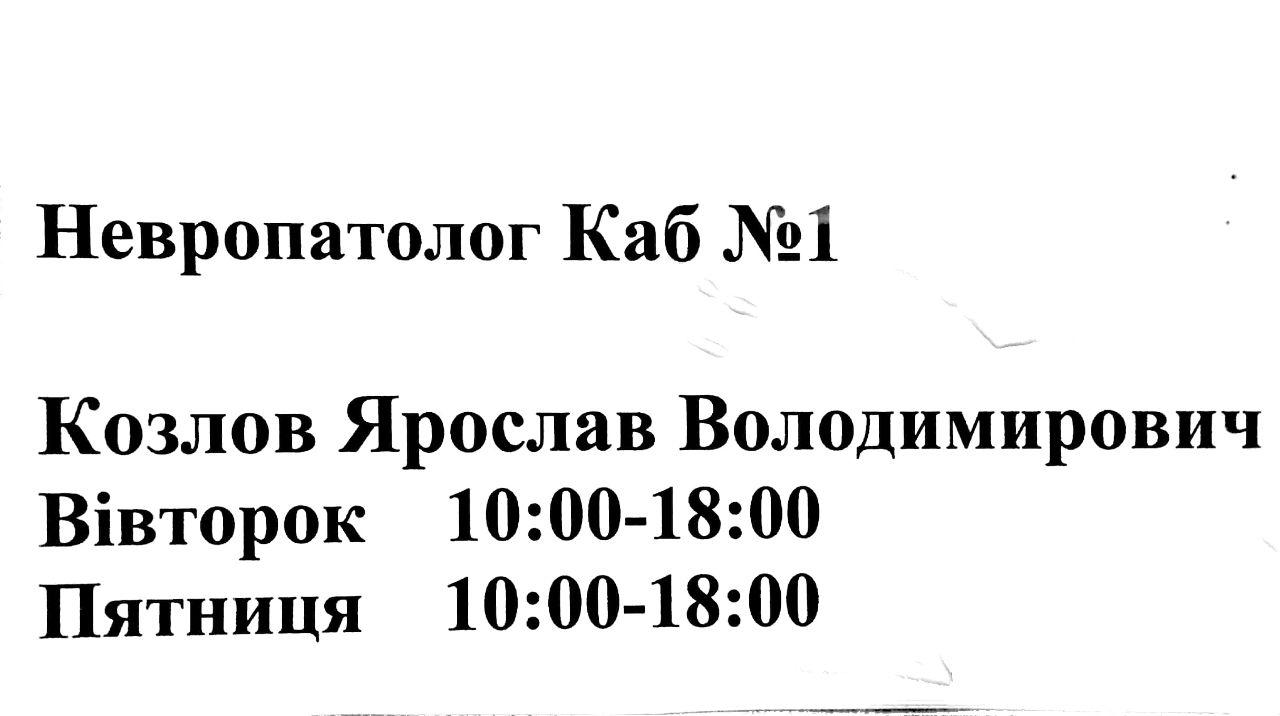 Невропатолог Каб №1
Козлов Ярослав Володимирович
Вівторок 10:00-18:00
Пятниця 10:00-18:00